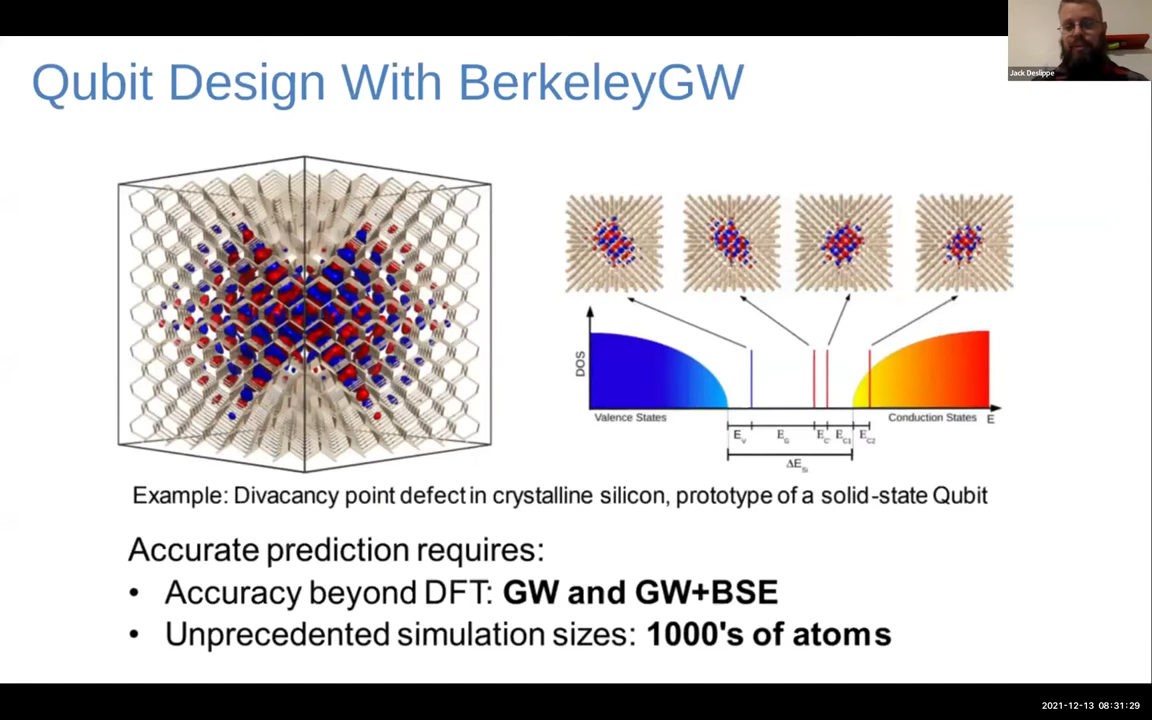 Qubit Design With BerkeleyGW
Jack Deslippe
DOS
Valence States
Conduction States
E
Ev
EG
EC
EC1
EC2
ΔESi
Example: Divacancy point defect in crystalline silicon, prototype of a solid-state Qubit
Accurate prediction requires:
• Accuracy beyond DFT: GW and GW+BSE
• Unprecedented simulation sizes: 1000's of atoms
2021-12-13 08:31:29